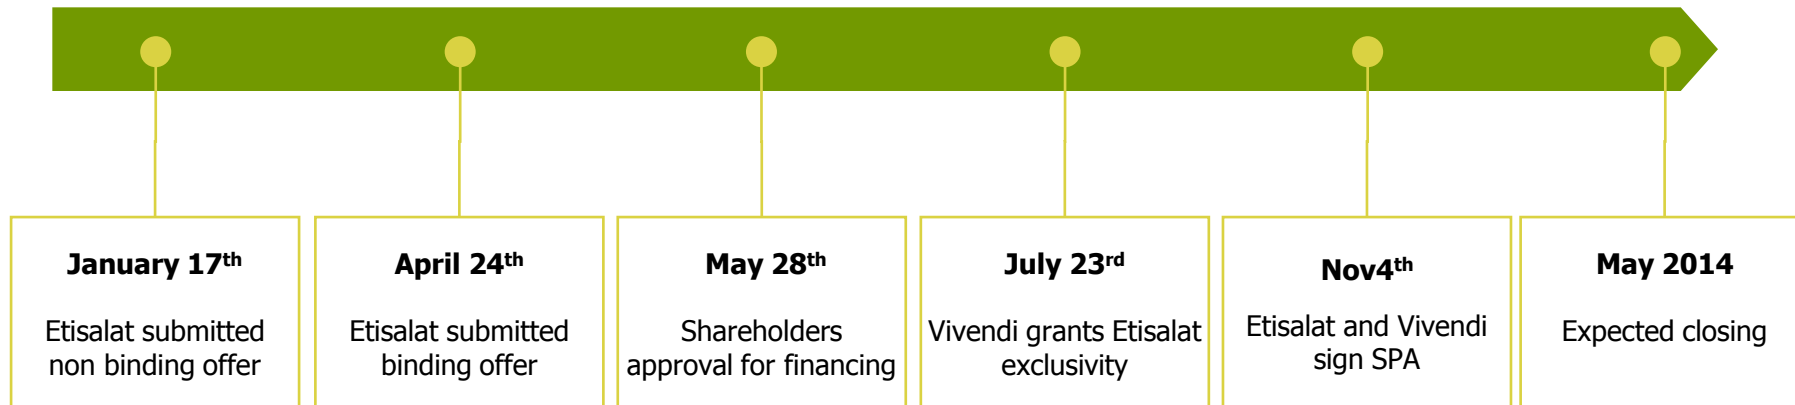 January 17th
Etisalat submitted
non binding offer
April 24th
Etisalat submitted
binding offer
May 28th
Shareholders
approval for financing
July 23rd
Vivendi grants Etisalat
exclusivity
Nov4th
Etisalat and Vivendi
sign SPA
May 2014
Expected closing